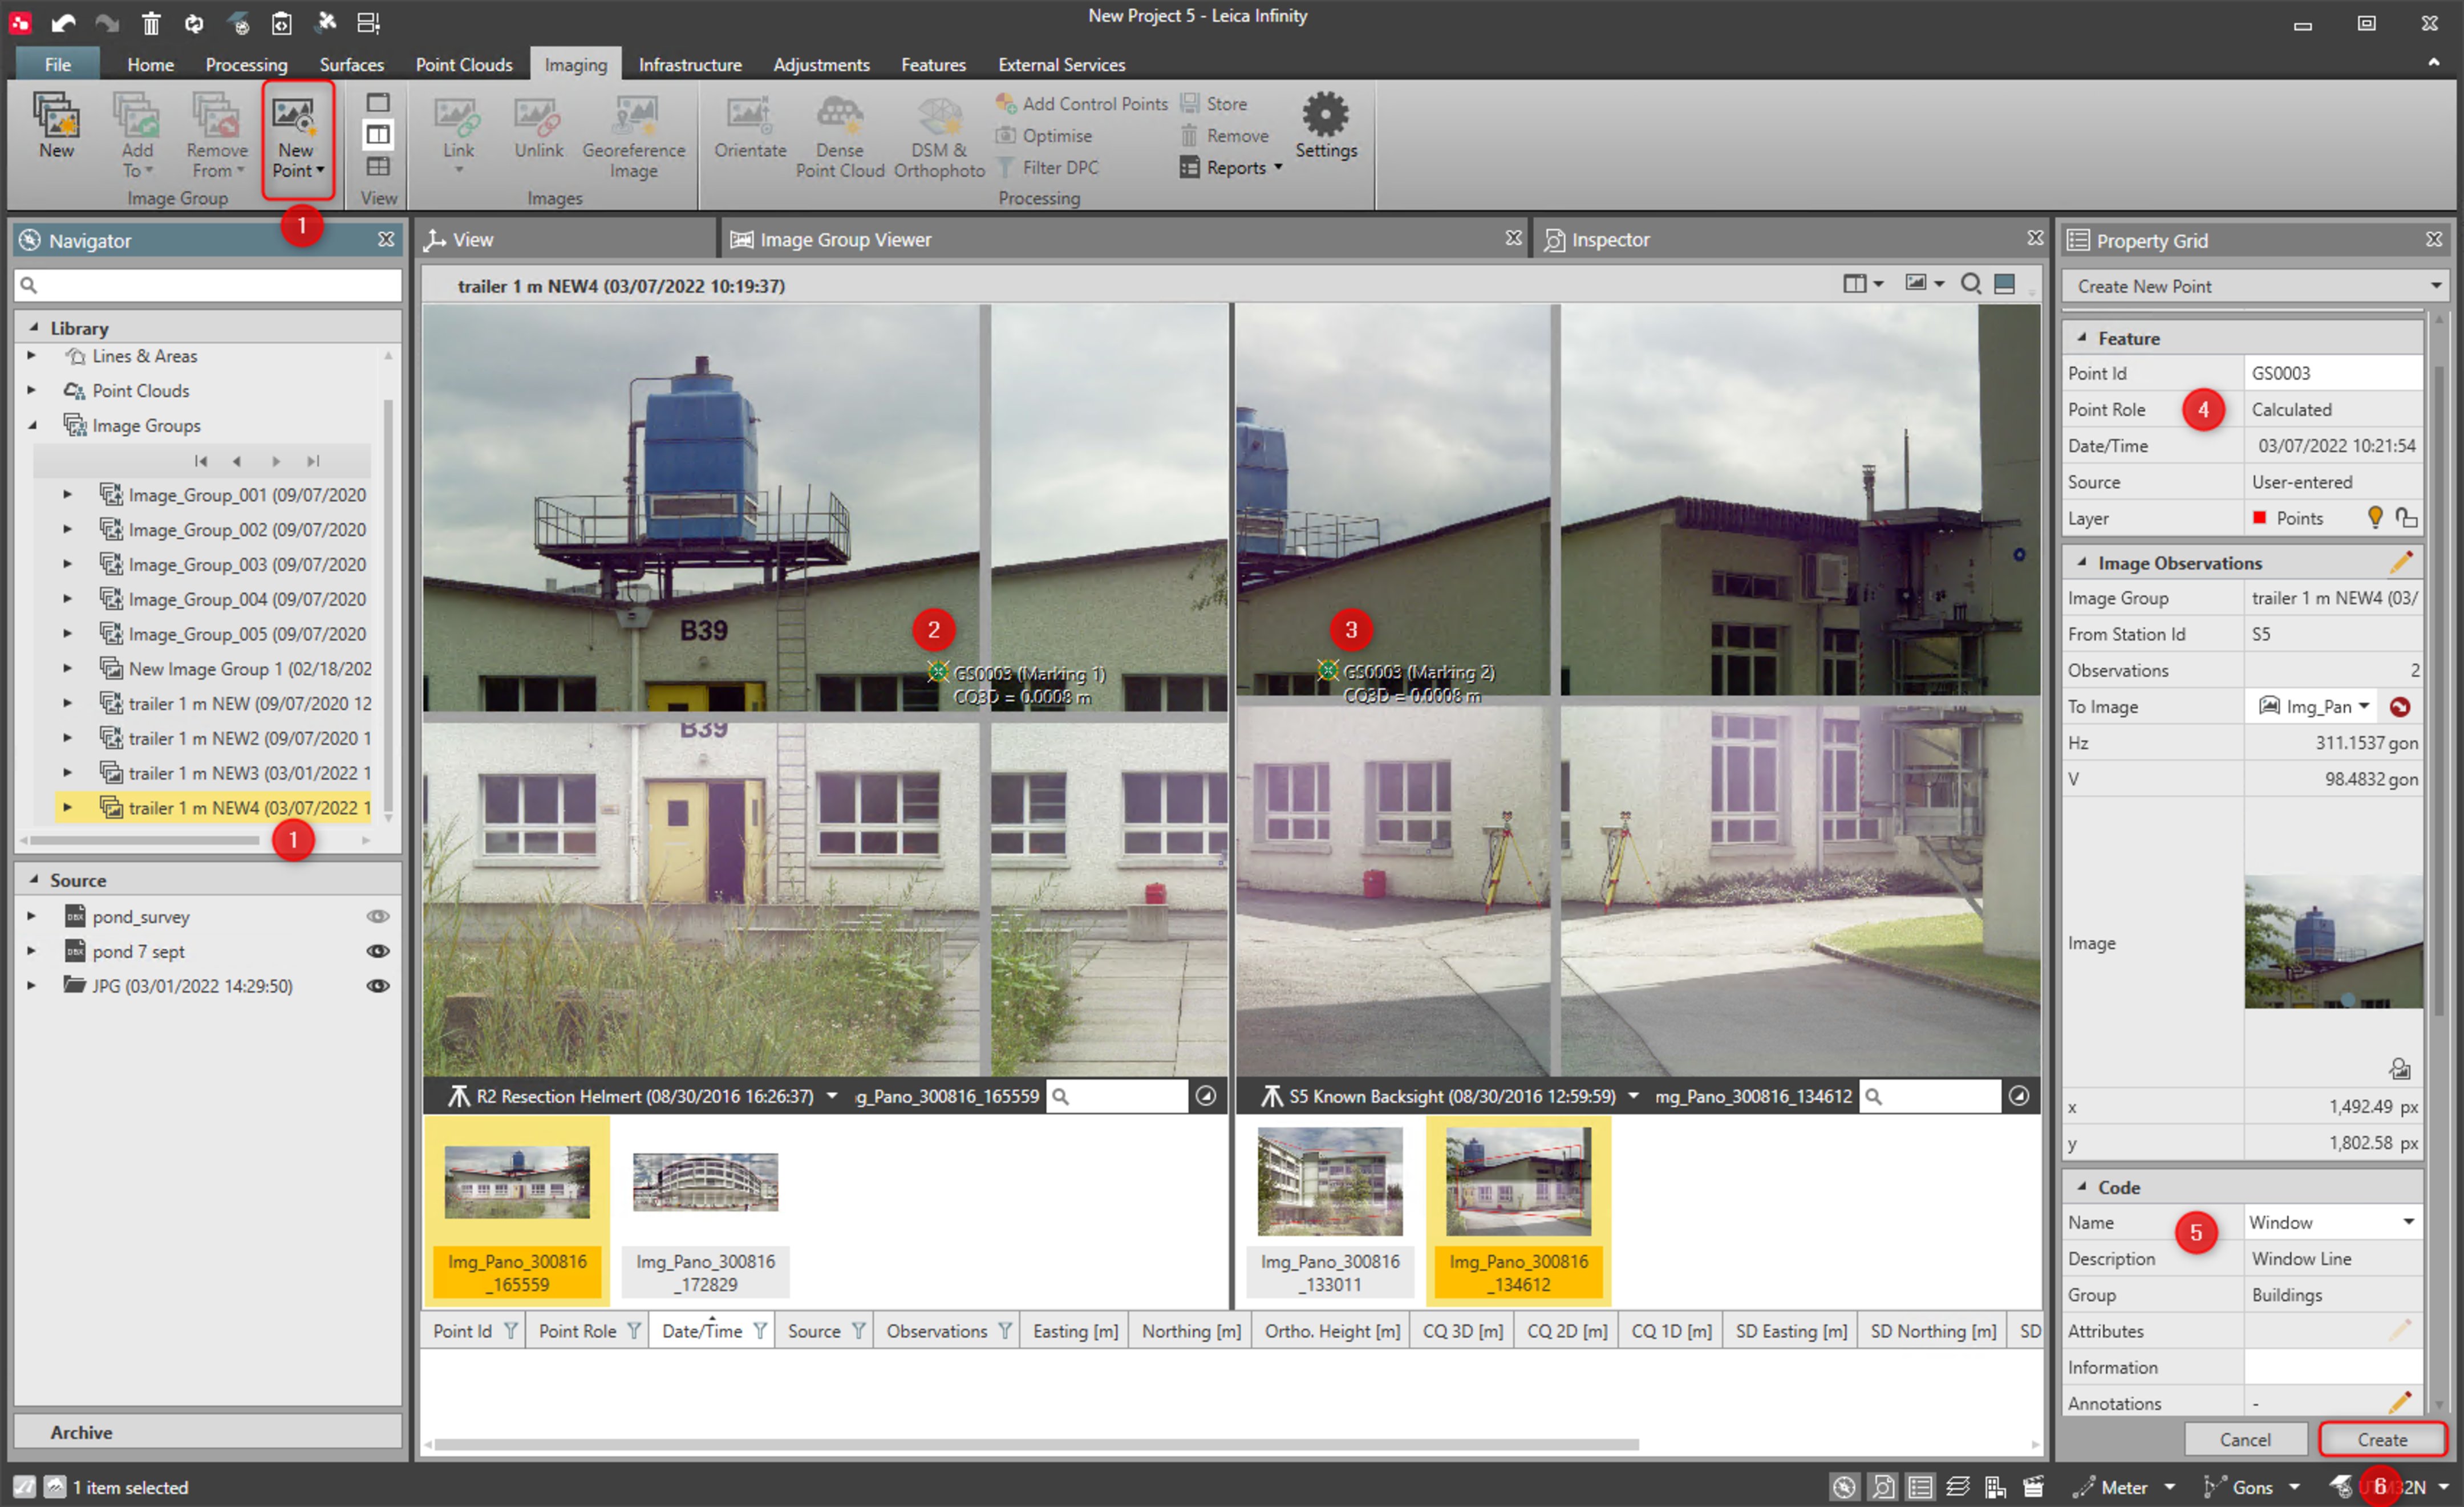 New Project 5 - Leica Infinity
File Home Processing Surfaces Point Clouds Imaging Infrastructure Adjustments Features External Services
New
Add To
Remove From
New Point
Image Group
View
Link
Unlink
Georeference Image
Images
Orientate
Dense Point Cloud
DSM & Orthophoto
Add Control Points
Optimise
Filter DPC
Store
Remove
Reports
Settings
Processing
1
Navigator
Library
Lines & Areas
Point Clouds
Image Groups
Image_Group_001 (09/07/2020
Image_Group_002 (09/07/2020
Image_Group_003 (09/07/2020
Image_Group_004 (09/07/2020
Image_Group_005 (09/07/2020
New Image Group 1 (02/18/202
trailer 1 m NEW (09/07/2020 12
trailer 1 m NEW2 (09/07/2020 1
trailer 1 m NEW3 (03/01/2022 1
trailer 1 m NEW4 (03/07/2022 1
1
Source
pond_survey
pond 7 sept
JPG (03/01/2022 14:29:50)
Archive
1 item selected
View
Image Group Viewer
Inspector
trailer 1 m NEW4 (03/07/2022 10:19:37)
B39
2
GS0003 (Marking 1)
CQ3D = 0.0008 m
B39
3
GS0003 (Marking 2)
CQ3D = 0.0008 m
R2 Resection Helmert (08/30/2016 16:26:37) g_Pano_300816_165559
S5 Known Backsight (08/30/2016 12:59:59) mg_Pano_300816_134612
Img_Pano_300816
_165559
Img_Pano_300816
_172829
Img_Pano_300816
_133011
Img_Pano_300816
_134612
Point Id Point Role Date/Time Source Observations Easting [m] Northing [m] Ortho. Height [m] CQ 3D [m] CQ 2D [m] CQ 1D [m] SD Easting [m] SD Northing [m] SD
Property Grid
Create New Point
Feature
Point Id GS0003
Point Role 4 Calculated
Date/Time 03/07/2022 10:21:54
Source User-entered
Layer Points
Image Observations
Image Group trailer 1 m NEW4 (03/
From Station Id S5
Observations 2
To Image Img_Pan
Hz 311.1537 gon
V 98.4832 gon
Image
x 1,492.49 px
y 1,802.58 px
Code
Name 5 Window
Description Window Line
Group Buildings
Attributes
Information
Annotations -
Cancel Create
Meter Gons 6 32N